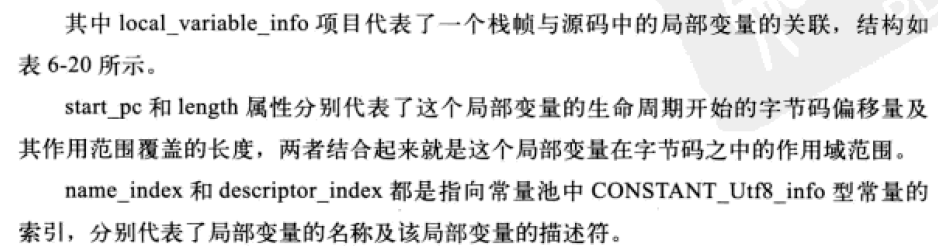 其中 local_variable_info 项目代表了一个栈帧与源码中的局部变量的关联，结构如
表 6-20 所示。
start_pc 和 length 属性分别代表了这个局部变量的生命周期开始的字节码偏移量及
其作用范围覆盖的长度，两者结合起来就是这个局部变量在字节码之中的作用域范围。
name_index 和 descriptor_index 都是指向常量池中 CONSTANT_Utf8_info 型常量的
索引，分别代表了局部变量的名称及该局部变量的描述符。